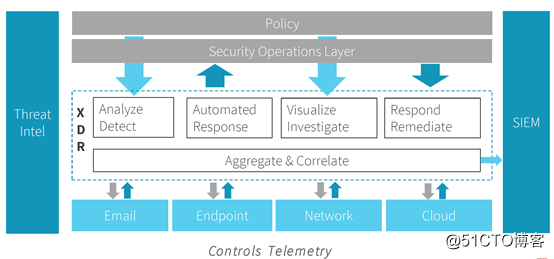 Policy
Security Operations Layer
Threat
Intel
X
D
R
Analyze
Detect
Automated
Response
Visualize
Investigate
Respond
Remediate
SIEM
Aggregate & Correlate
Email
Endpoint
Network
Cloud
Controls Telemetry
@51CTO博客